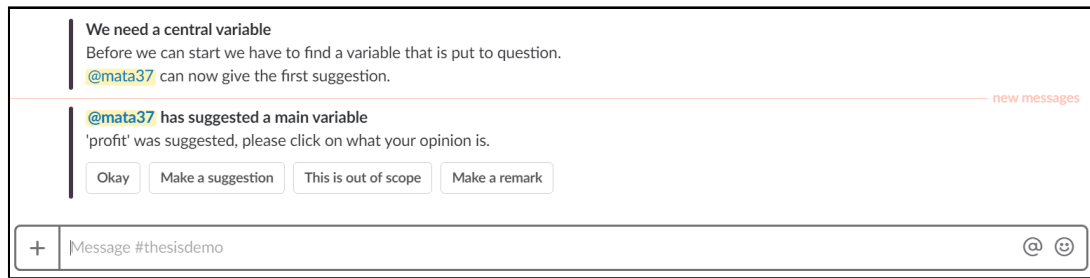 We need a central variable
Before we can start we have to find a variable that is put to question.
@mata37 can now give the first suggestion.
new messages
@mata37 has suggested a main variable
'profit' was suggested, please click on what your opinion is.
Okay Make a suggestion This is out of scope Make a remark
Message #thesisdemo